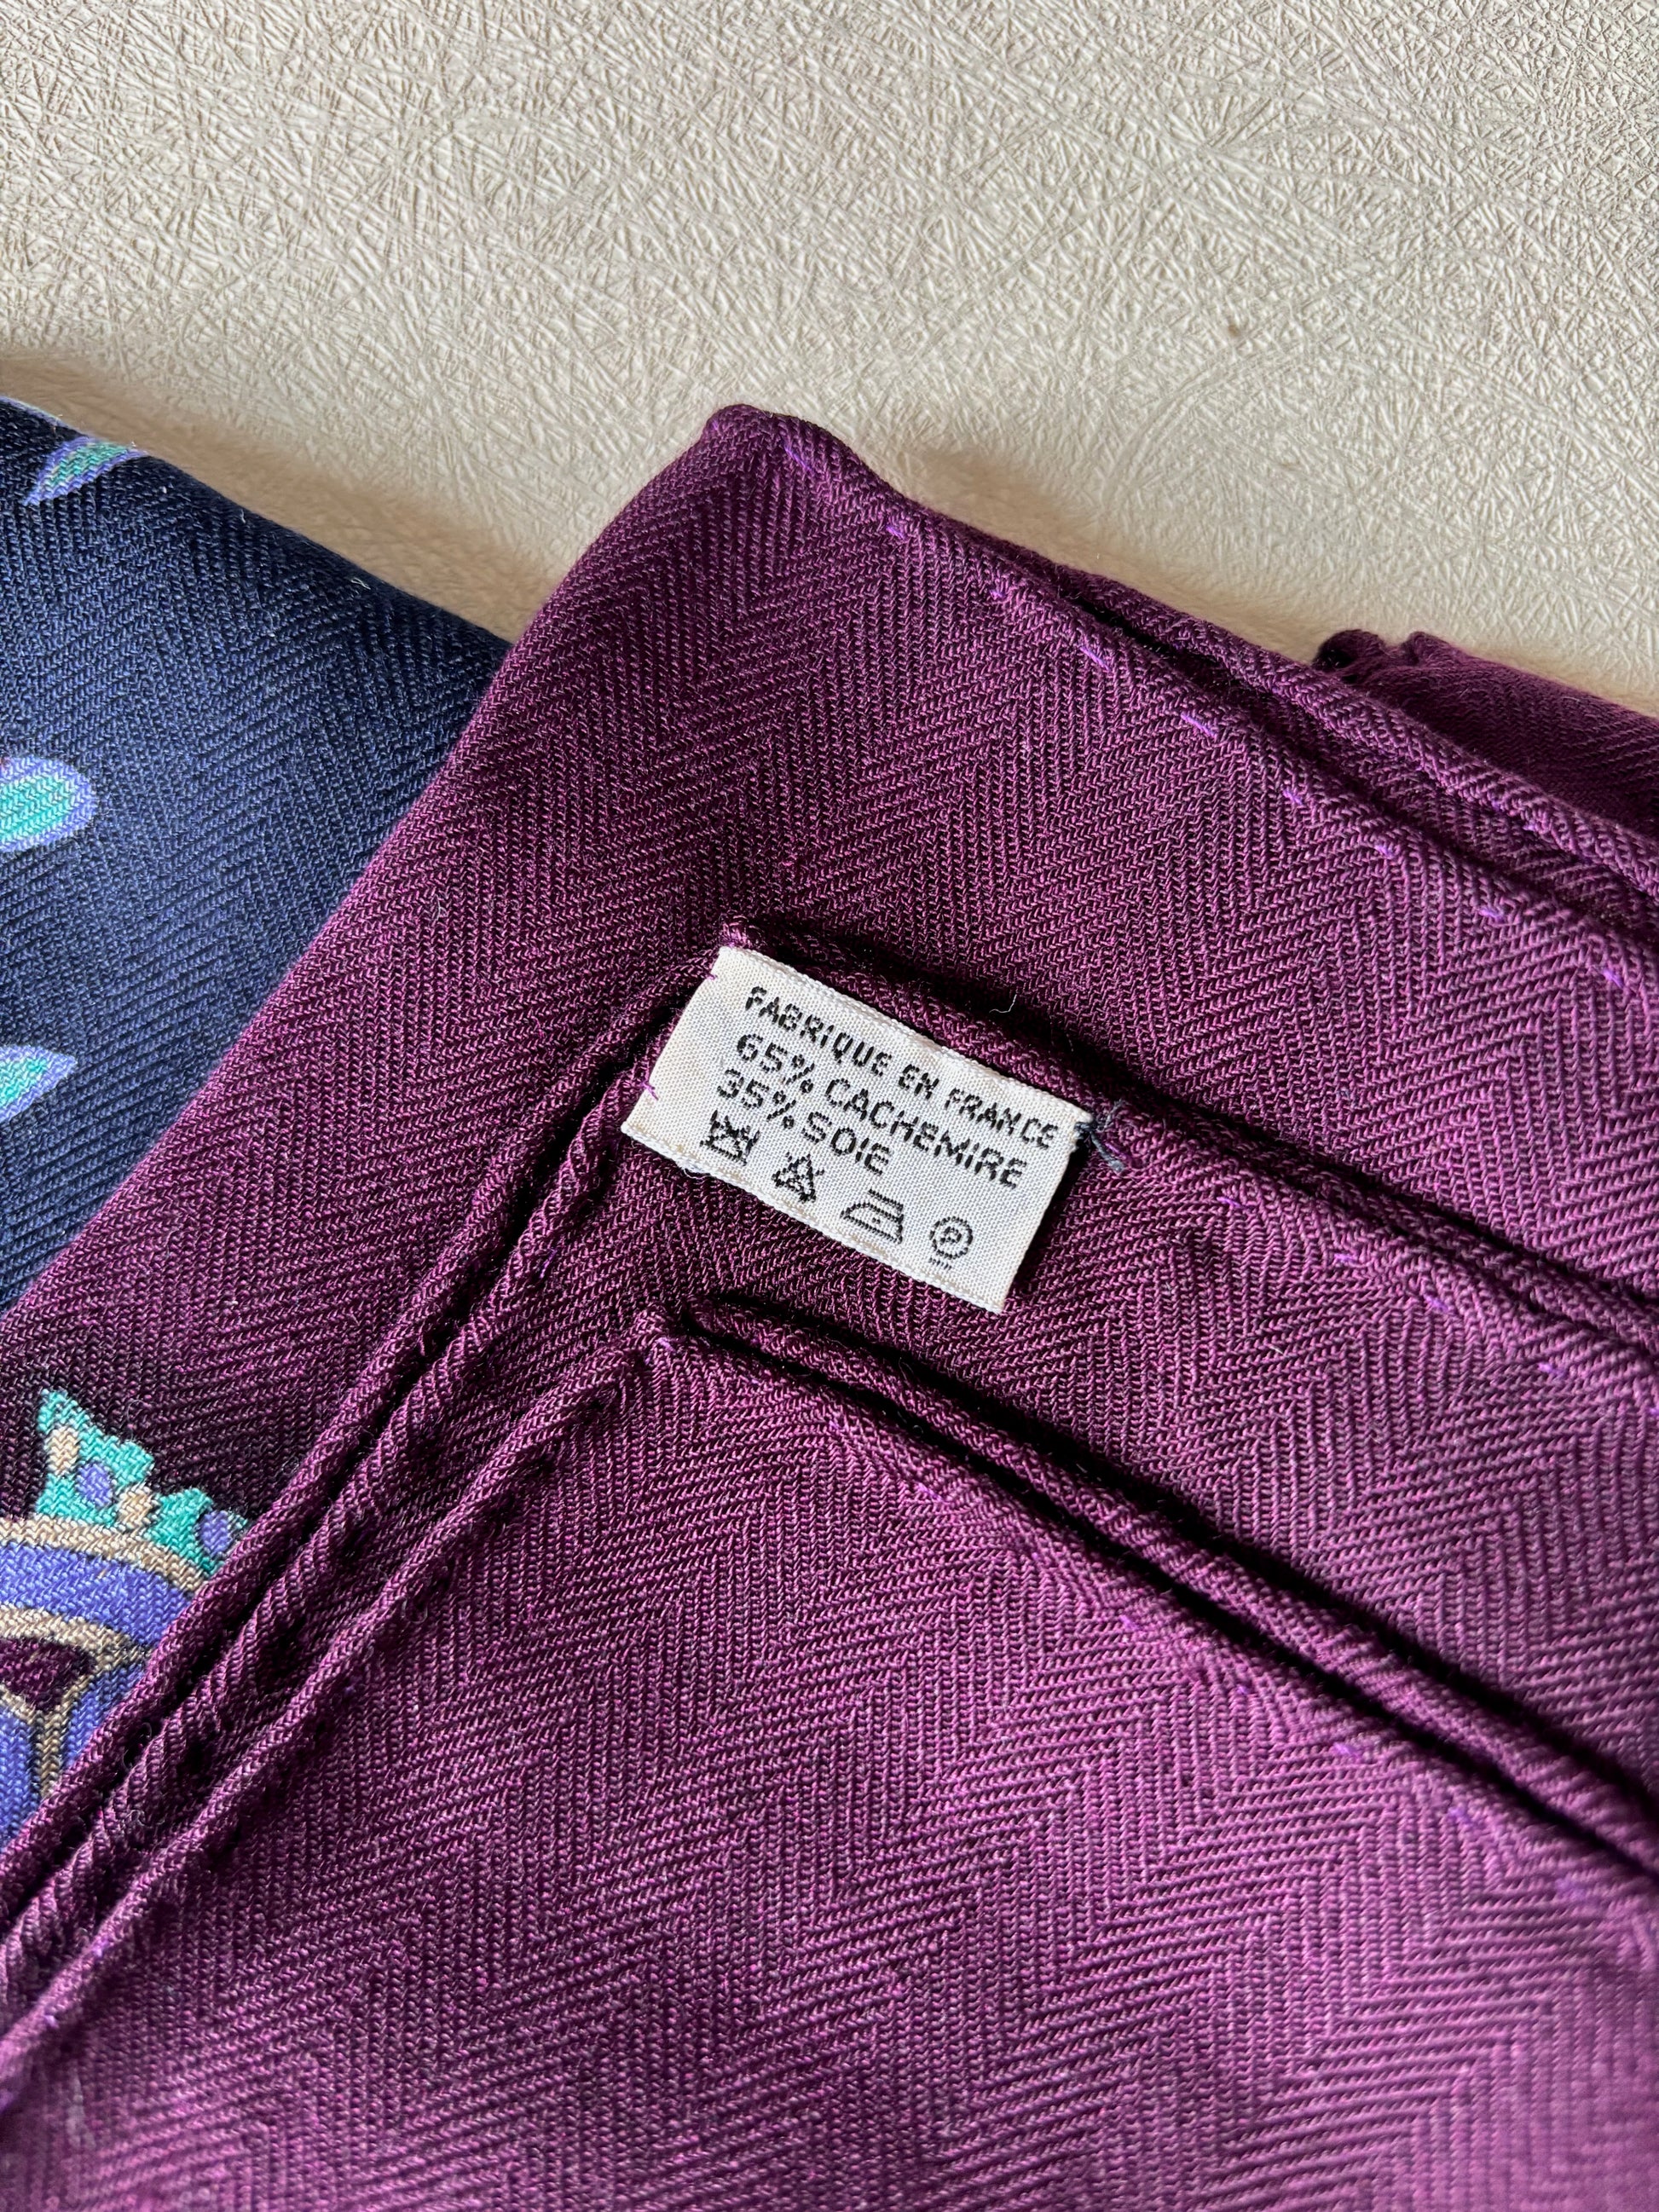 FABRIQUE EN FRANCE
65% CACHEMIRE
35% SOIE
P